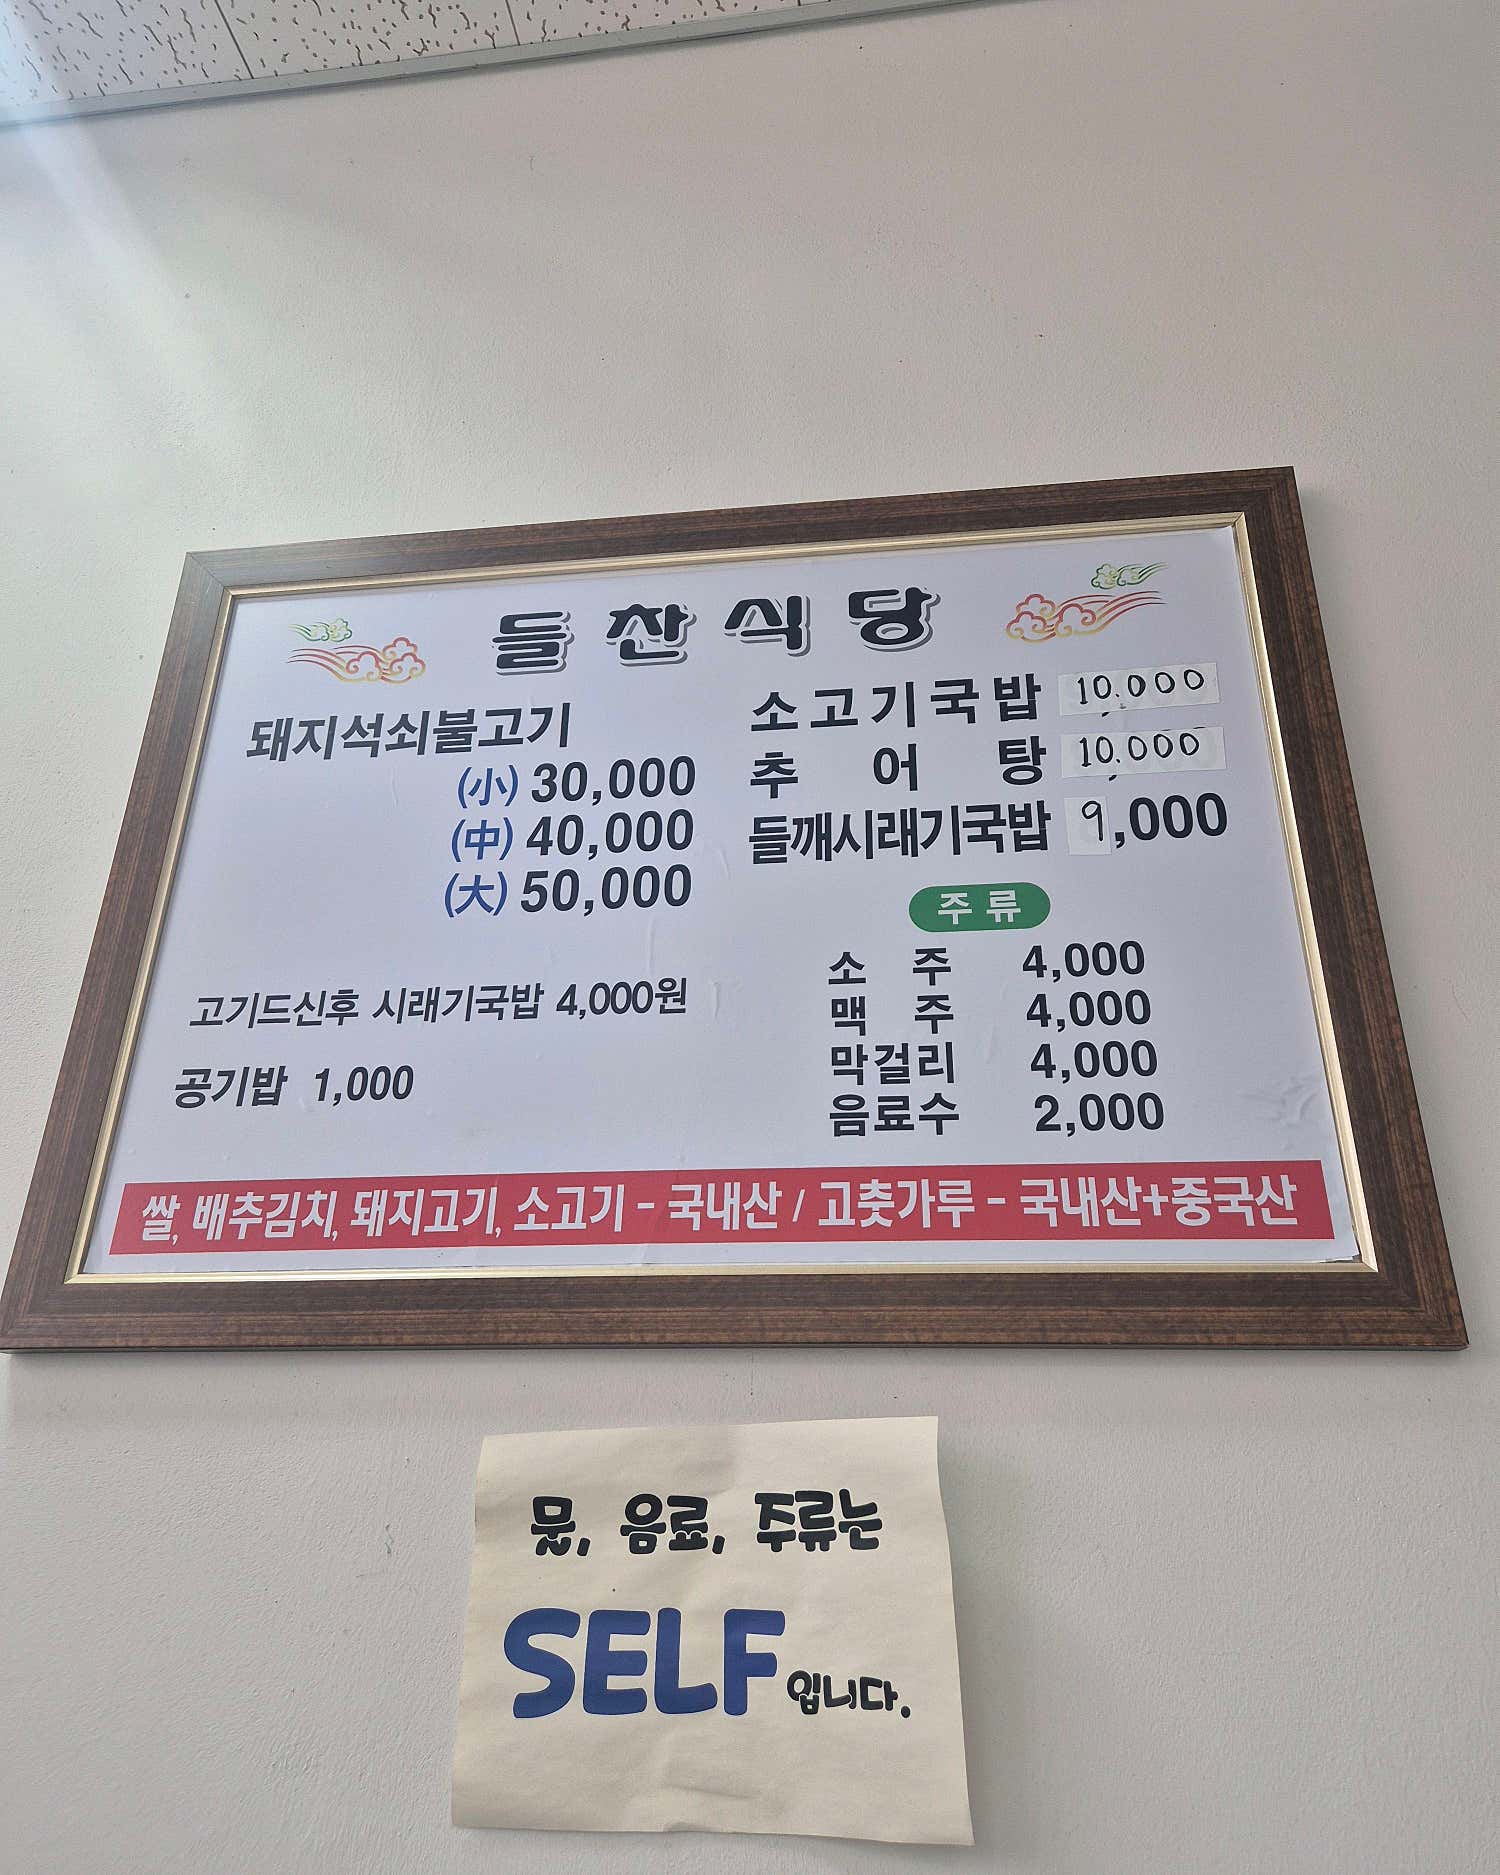 들찬식당
돼지석쇠불고기
(小) 30,000
(中) 40,000
(大) 50,000
고기드신후 시래기국밥 4,000원
공기밥 1,000
소고기국밥 10.000
추어탕 10.000
들깨시래기국밥 9,000
주류
소주 4,000
맥주 4,000
막걸리 4,000
음료수 2,000
쌀, 배추김치, 돼지고기, 소고기 - 국내산 / 고춧가루 - 국내산+중국산
물, 음료, 주류는
SELF입니다.